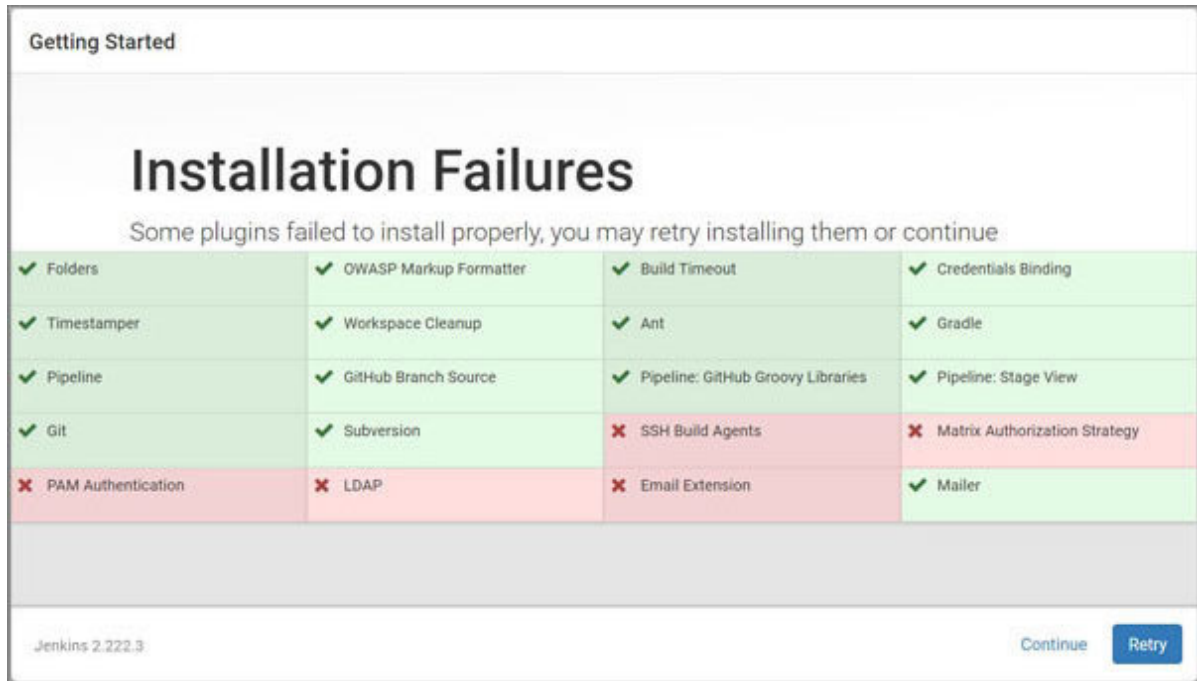 Getting Started
Installation Failures
Some plugins failed to install properly, you may retry installing them or continue
Folders OWASP Markup Formatter Build Timeout Credentials Binding
Timestamper Workspace Cleanup Ant Gradle
Pipeline GitHub Branch Source Pipeline: GitHub Groovy Libraries Pipeline: Stage View
Git Subversion SSH Build Agents Matrix Authorization Strategy
PAM Authentication LDAP Email Extension Mailer
Jenkins 2.222.3 Continue Retry